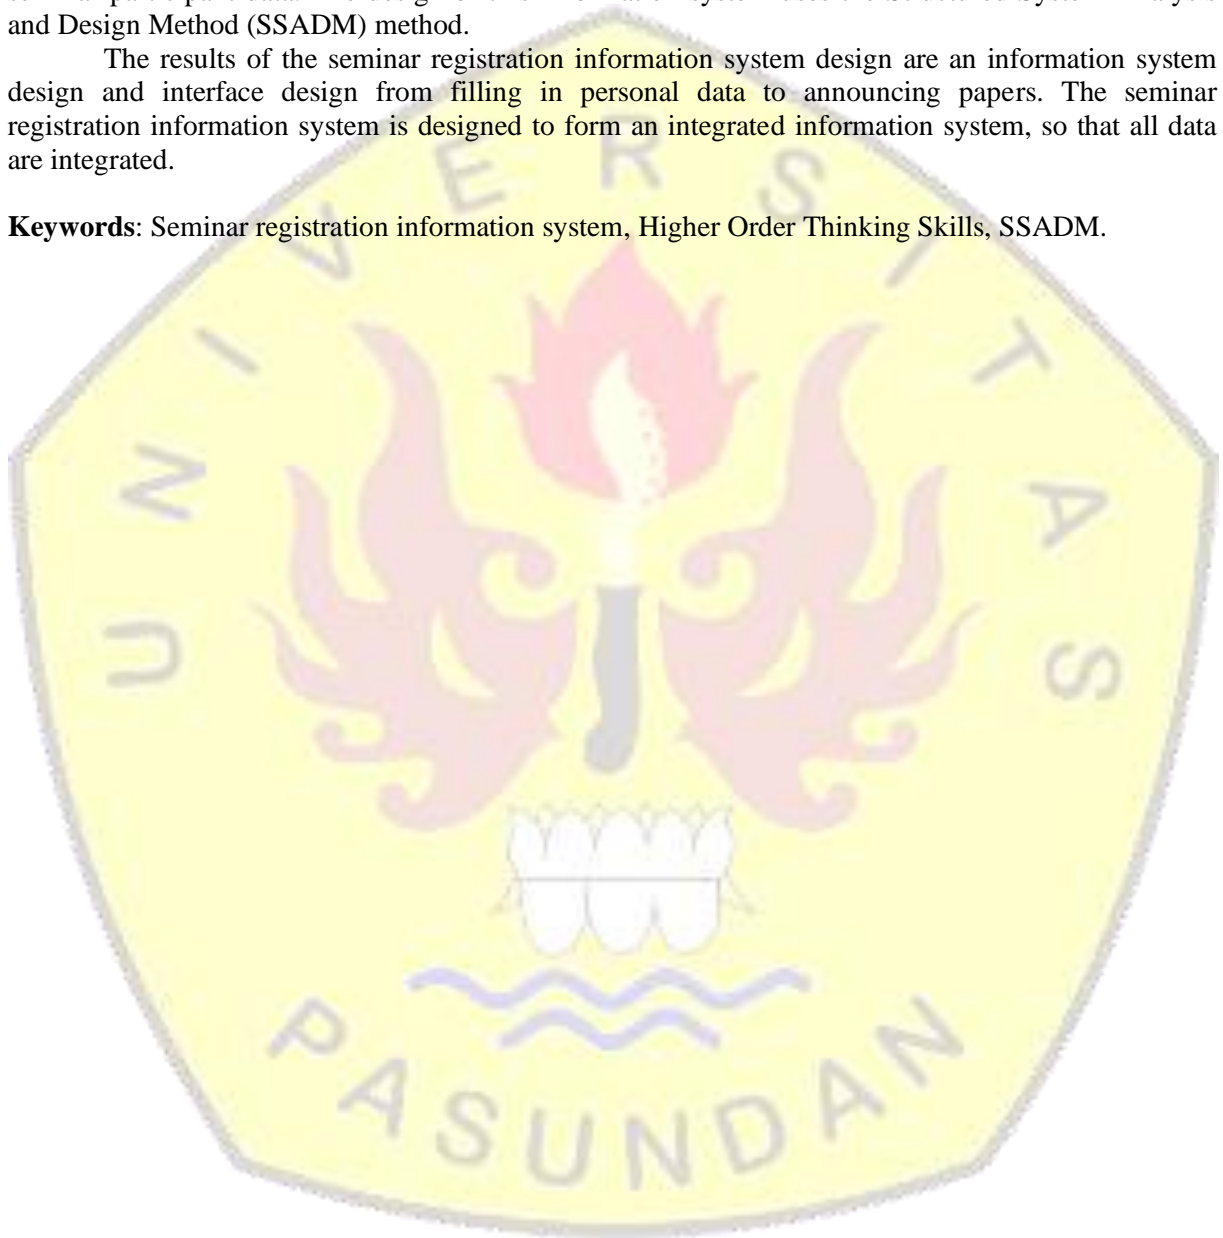 and Design Method (SSADM) method.
The results of the seminar registration information system design are an information system
design and interface design from filling in personal data to announcing papers. The seminar
registration information system is designed to form an integrated information system, so that all data
are integrated.
Keywords: Seminar registration information system, Higher Order Thinking Skills, SSADM.
UNIVERSITAS
PASUNDAN